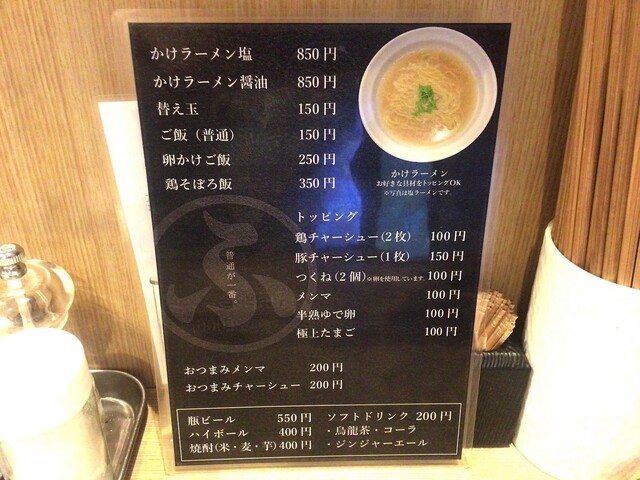 かけラーメン塩 850円
かけラーメン醤油 850円
替え玉 150円
ご飯（普通） 150円
卵かけご飯 250円
鶏そぼろ飯 350円
かけラーメン
お好きな具材をトッピングOK
※写真は塩ラーメンです。
トッピング
鶏チャーシュー(2枚) 100円
豚チャーシュー(1枚) 150円
つくね(2個)※卵を使用しています。 100円
メンマ 100円
半熟ゆで卵 100円
極上たまご 100円
ふ
普通が一番。
おつまみメンマ 200円
おつまみチャーシュー 200円
瓶ビール 550円
ハイボール 400円
焼酎(米・麦・芋) 400円
ソフトドリンク 200円
・烏龍茶・コーラ
・ジンジャーエール